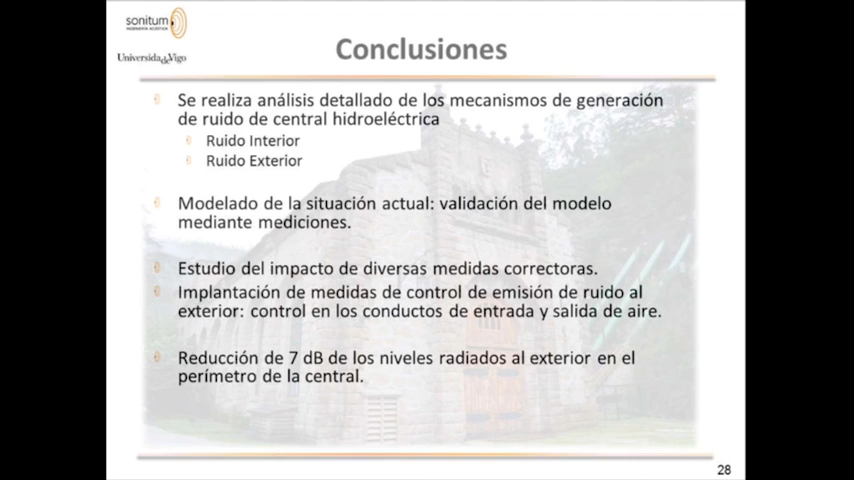 sonitum
INGENIERÍA ACÚSTICA
UniversidadeVigo
Conclusiones
Se realiza análisis detallado de los mecanismos de generación
de ruido de central hidroeléctrica
Ruido Interior
Ruido Exterior
Modelado de la situación actual: validación del modelo
mediante mediciones.
Estudio del impacto de diversas medidas correctoras.
Implantación de medidas de control de emisión de ruido al
exterior: control en los conductos de entrada y salida de aire.
Reducción de 7 dB de los niveles radiados al exterior en el
perímetro de la central.
28